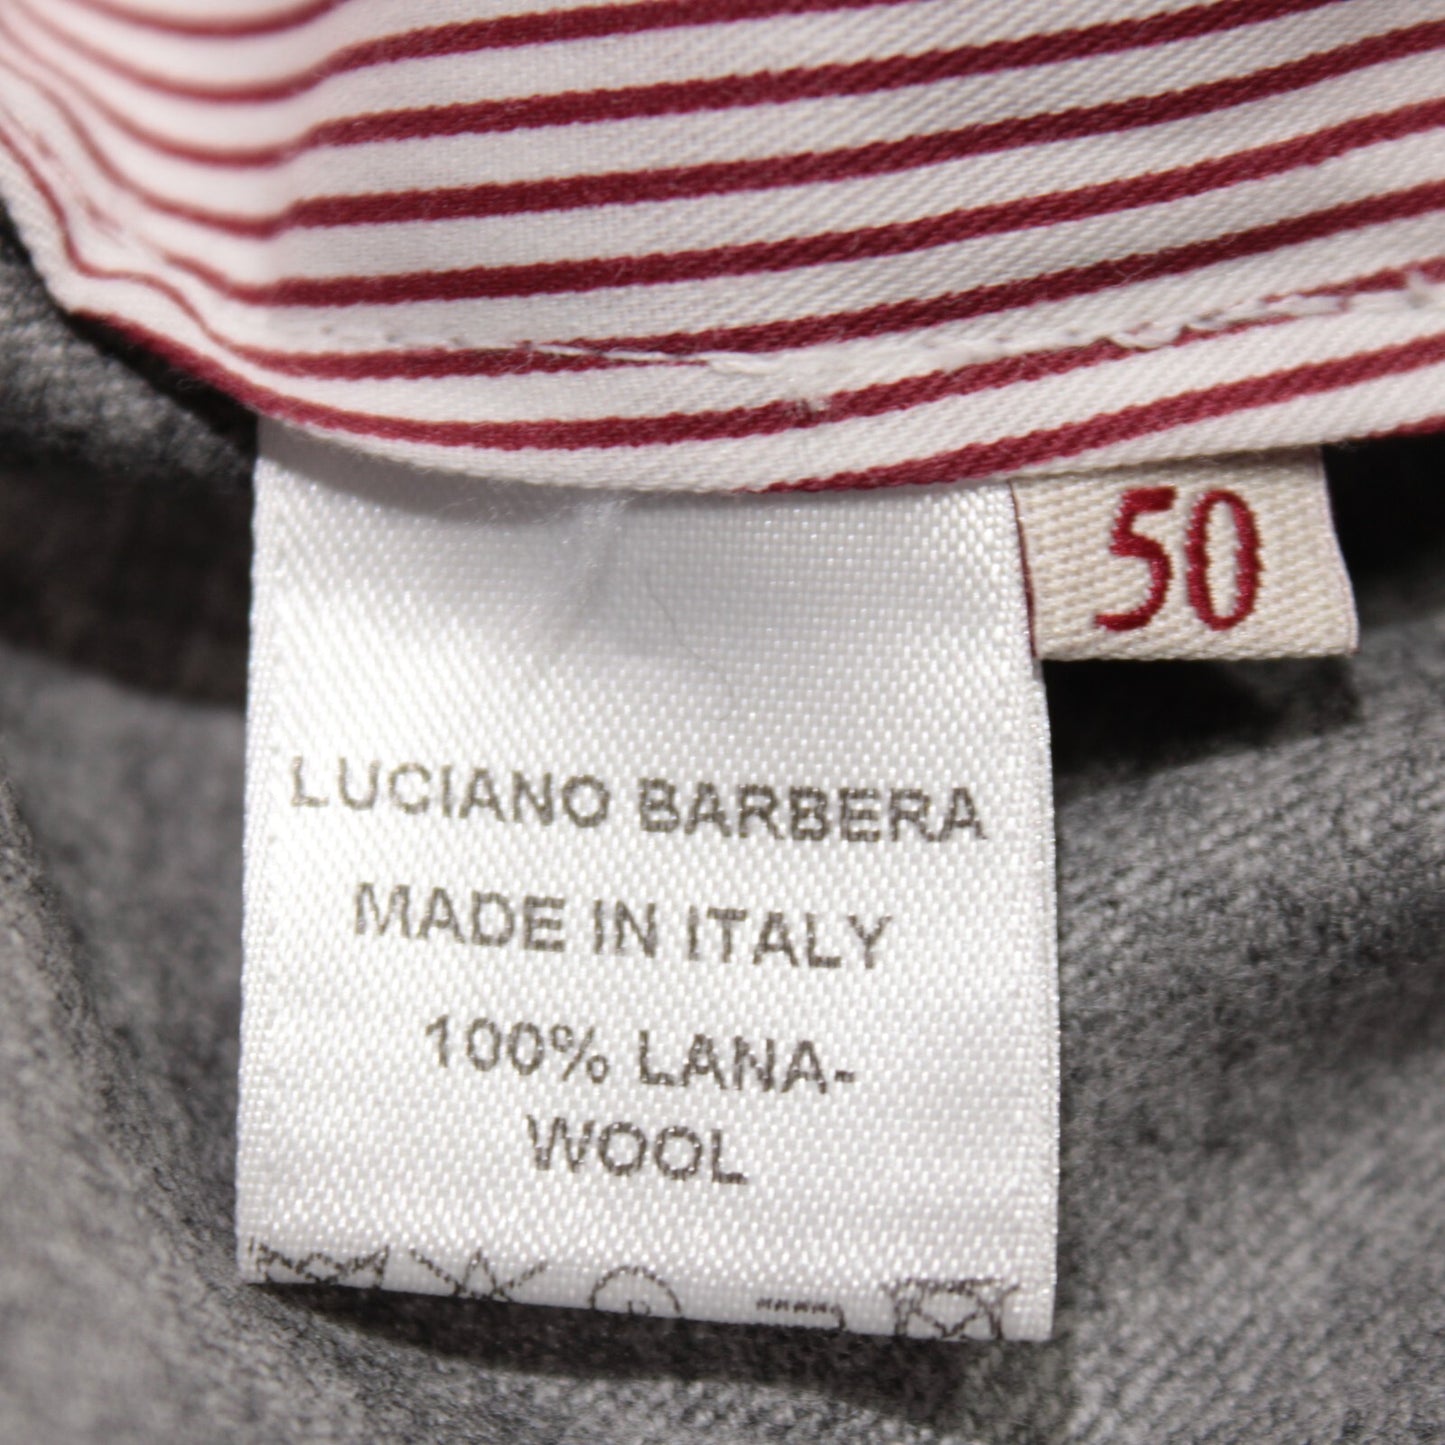 50
LUCIANO BARBERA
MADE IN ITALY
100% LANA-
WOOL